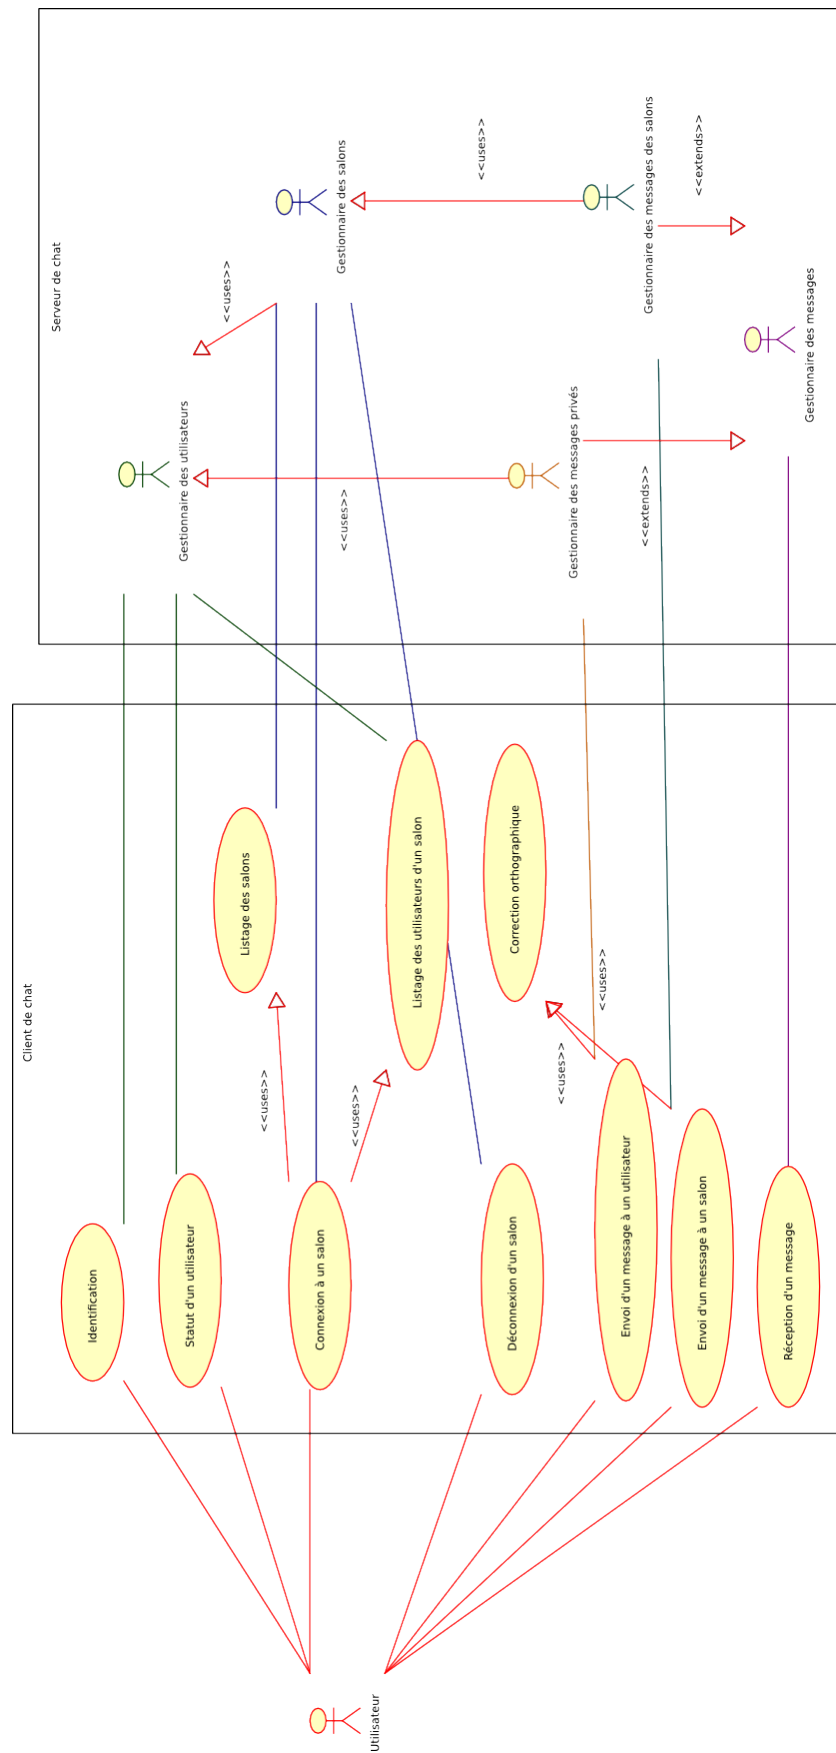 Client de chat
Serveur de chat
Utilisateur
Identification
Statut d'un utilisateur
Connexion à un salon
Déconnexion d'un salon
Envoi d'un message à un utilisateur
Envoi d'un message à un salon
Réception d'un message
<<uses>>
<<uses>>
<<uses>>
<<uses>>
Listage des salons
Listage des utilisateurs d'un salon
Correction orthographique
Gestionnaire des utilisateurs
<<uses>>
<<uses>>
Gestionnaire des messages privés
<<extends>>
Gestionnaire des salons
<<uses>>
Gestionnaire des messages des salons
<<extends>>
Gestionnaire des messages